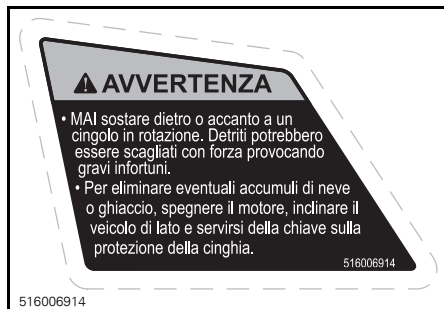 AVVERTENZA
• MAI sostare dietro o accanto a un
cingolo in rotazione. Detriti potrebbero
essere scagliati con forza provocando
gravi infortuni.
• Per eliminare eventuali accumuli di neve
o ghiaccio, spegnere il motore, inclinare il
veicolo di lato e servirsi della chiave sulla
protezione della cinghia.
516006914
516006914